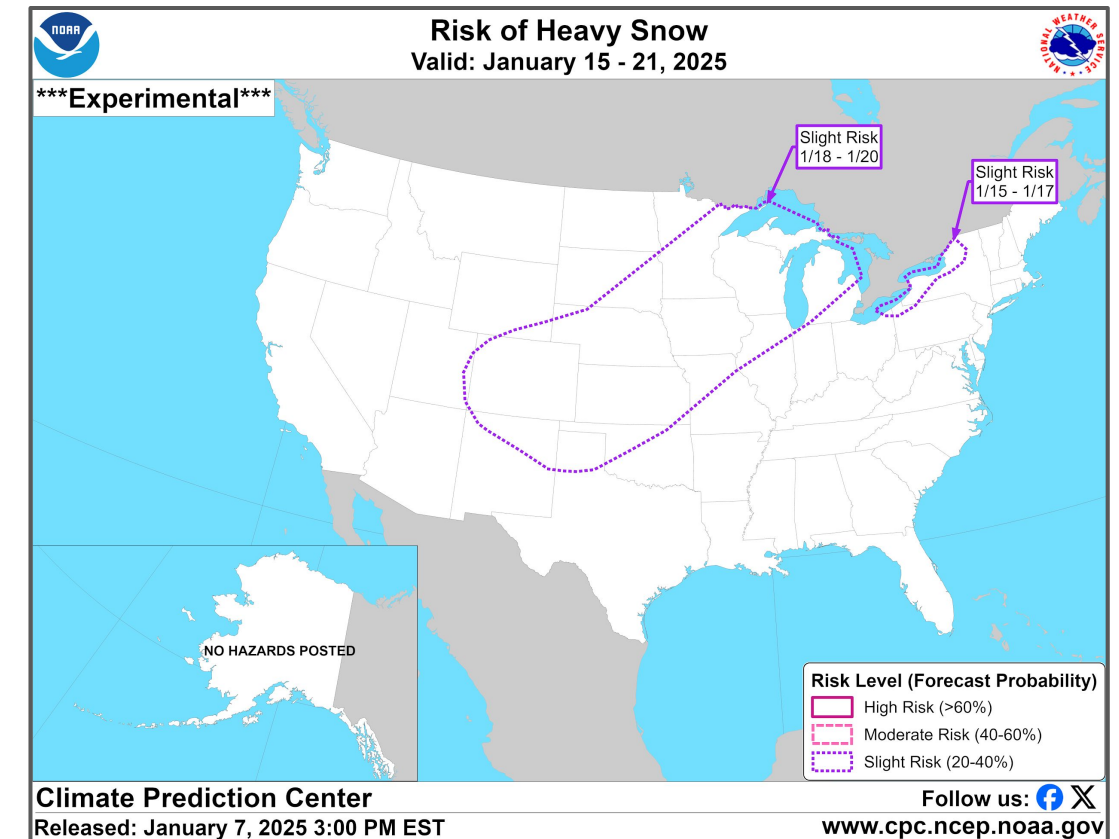 NOAA
Risk of Heavy Snow
Valid: January 15 - 21, 2025
NATIONAL WEATHER SERVICE
***Experimental***
Slight Risk
1/18 - 1/20
Slight Risk
1/15 - 1/17
NO HAZARDS POSTED
Risk Level (Forecast Probability)
High Risk (>60%)
Moderate Risk (40-60%)
Slight Risk (20-40%)
Climate Prediction Center
Follow us:
Released: January 7, 2025 3:00 PM EST
www.cpc.ncep.noaa.gov